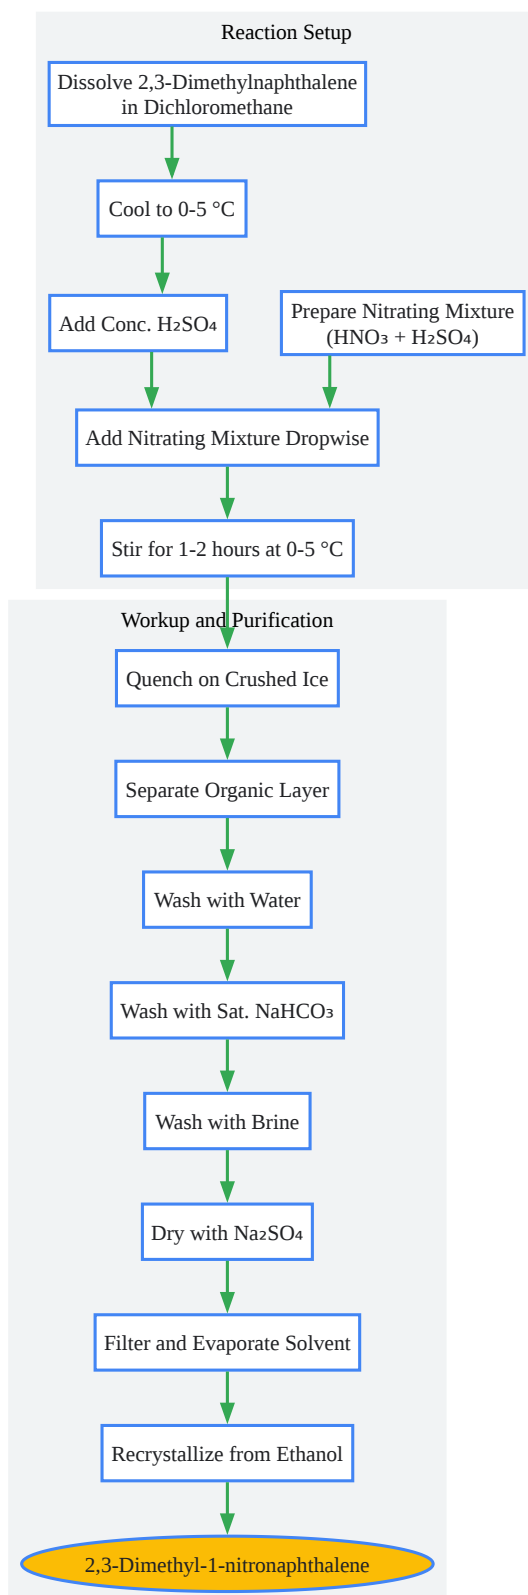 Reaction Setup
Dissolve 2,3-Dimethylnaphthalene
in Dichloromethane
Cool to 0-5 °C
Add Conc. H₂SO₄
Prepare Nitrating Mixture
(HNO₃ + H₂SO₄)
Add Nitrating Mixture Dropwise
Stir for 1-2 hours at 0-5 °C
Workup and Purification
Quench on Crushed Ice
Separate Organic Layer
Wash with Water
Wash with Sat. NaHCO₃
Wash with Brine
Dry with Na₂SO₄
Filter and Evaporate Solvent
Recrystallize from Ethanol
2,3-Dimethyl-1-nitronaphthalene